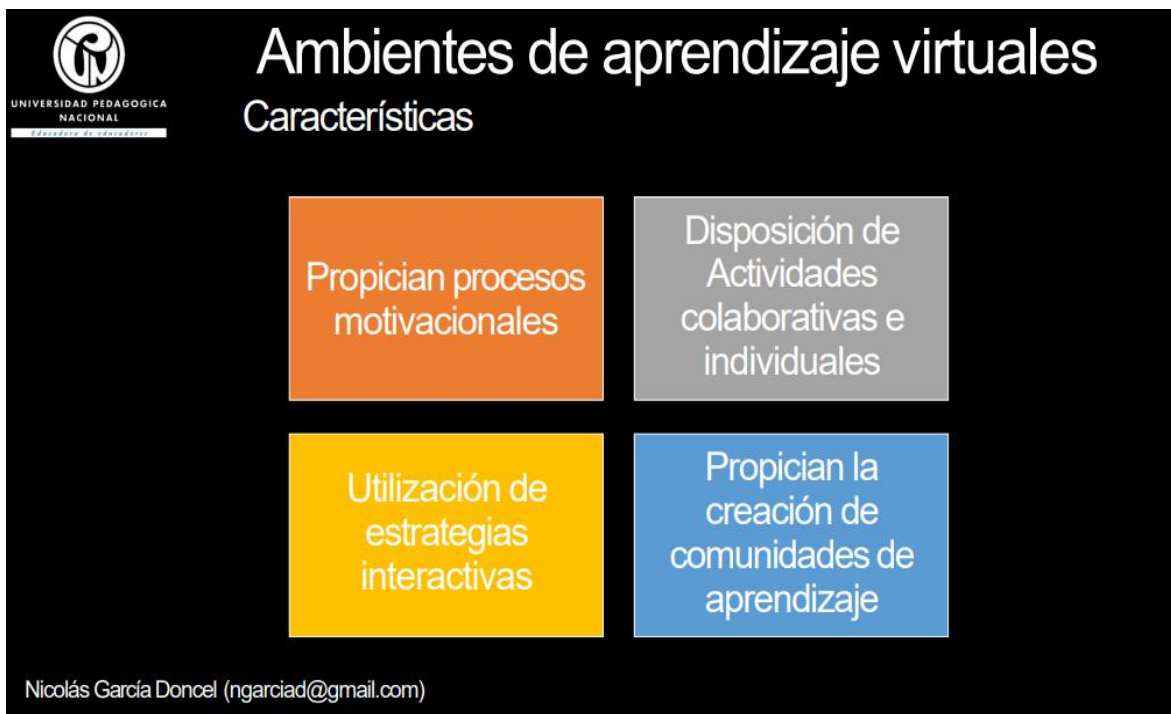 Ambientes de aprendizaje virtuales
Características
UNIVERSIDAD PEDAGOGICA
NACIONAL
Educadora de educadores
Propician procesos
motivacionales
Disposición de
Actividades
colaborativas e
individuales
Utilización de
estrategias
interactivas
Propician la
creación de
comunidades de
aprendizaje
Nicolás García Doncel (ngarciad@gmail.com)